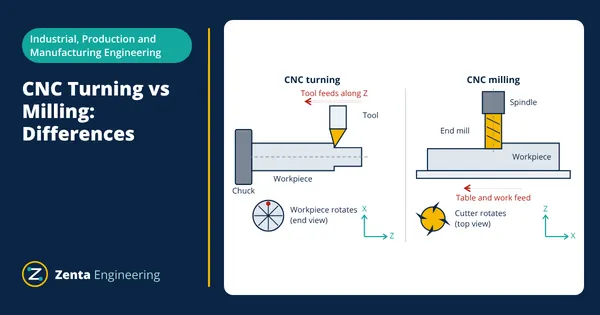 Industrial, Production and
Manufacturing Engineering
CNC Turning vs
Milling:
Differences
Zenta Engineering
CNC turning
Tool feeds along Z
Tool
Workpiece
Chuck
Workpiece rotates
(end view)
X
Z
CNC milling
Spindle
End mill
Workpiece
Table and work feed
Cutter rotates
(top view)
Z
X